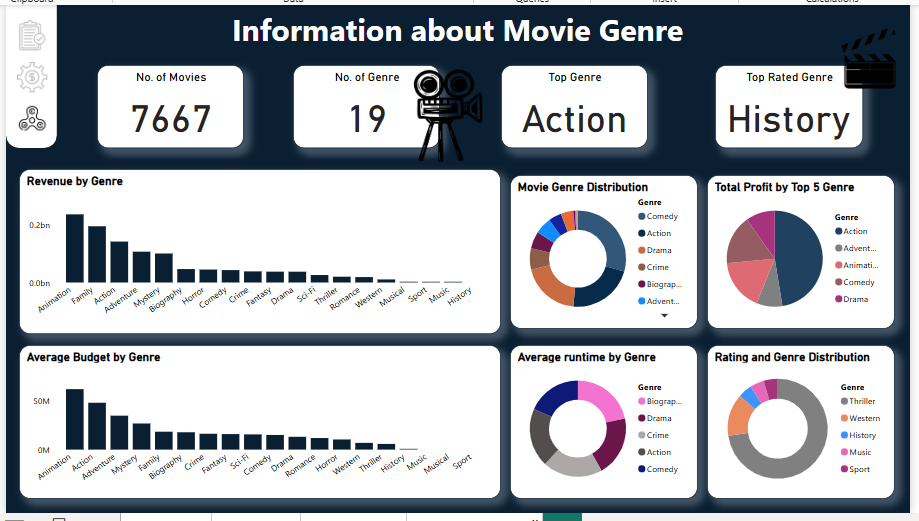 Clipboard
Data
Queries
Insert
Calculations
Information about Movie Genre
No. of Movies
7667
No. of Genre
19
Top Genre
Action
Top Rated Genre
History
Revenue by Genre
0.2bn
0.0bn
Animation
Family
Action
Adventure
Mystery
Biography
Horror
Comedy
Crime
Fantasy
Drama
Sci-Fi
Thriller
Romance
Western
Musical
Sport
Music
History
Movie Genre Distribution
Genre
Comedy
Action
Drama
Crime
Biograp...
Advent...
Total Profit by Top 5 Genre
Genre
Action
Advent...
Animati...
Comedy
Drama
Average Budget by Genre
50M
0M
Animation
Action
Adventure
Mystery
Family
Biography
Crime
Fantasy
Sci-Fi
Comedy
Drama
Romance
Horror
Western
Thriller
History
Music
Musical
Sport
Average runtime by Genre
Genre
Biograp...
Drama
Crime
Action
Comedy
Rating and Genre Distribution
Genre
Thriller
Western
History
Music
Sport